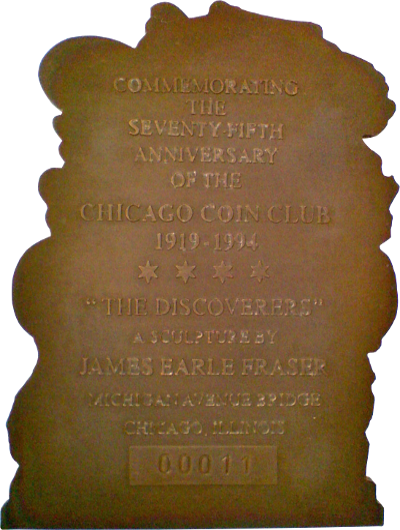 COMMEMORATING
THE
SEVENTY-FIFTH
ANNIVERSARY
OF THE
CHICAGO COIN CLUB
1919-1994
"THE DISCOVERERS"
A SCULPTURE BY
JAMES EARLE FRASER
MICHIGAN AVENUE BRIDGE
CHICAGO, ILLINOIS
00011